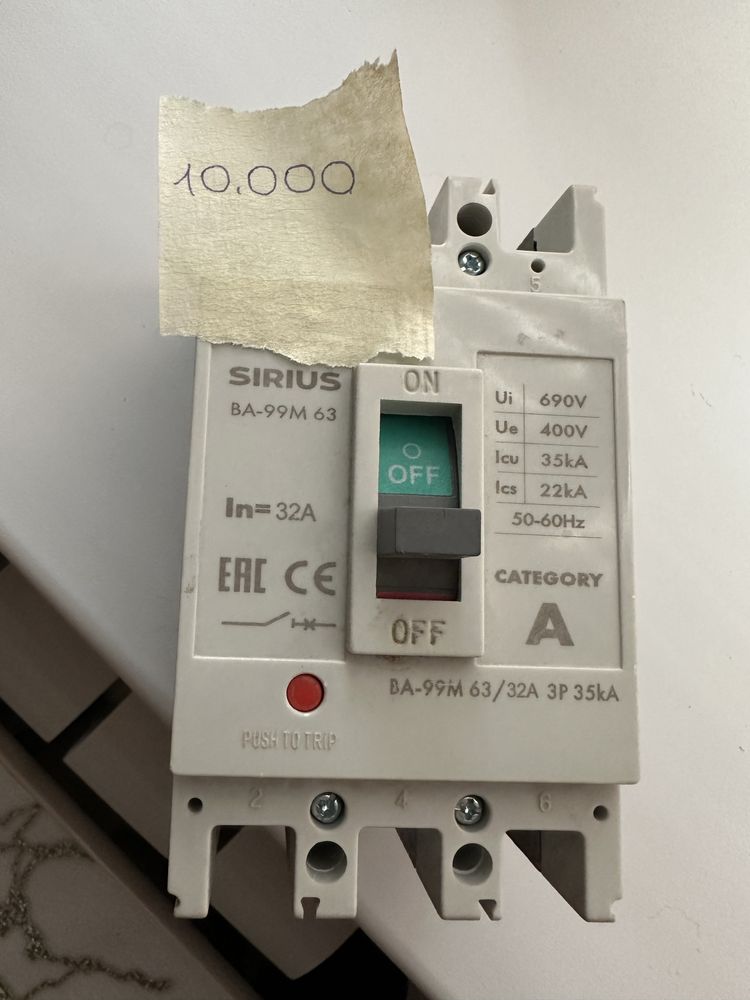 10.000
5
SIRIUS
BA-99M 63
In= 32A
EAC CE
ON
O
OFF
OFF
Ui 690V
Ue 400V
Icu 35kA
Ics 22kA
50-60Hz
CATEGORY
A
BA-99M 63/32A 3P 35kA
PUSH TO TRIP
2 4 6